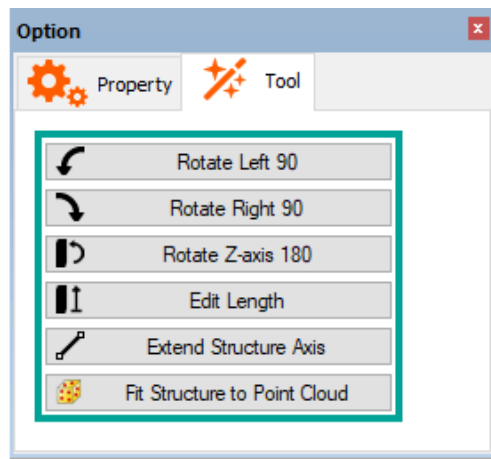 Option
Property
Tool
Rotate Left 90
Rotate Right 90
Rotate Z-axis 180
Edit Length
Extend Structure Axis
Fit Structure to Point Cloud